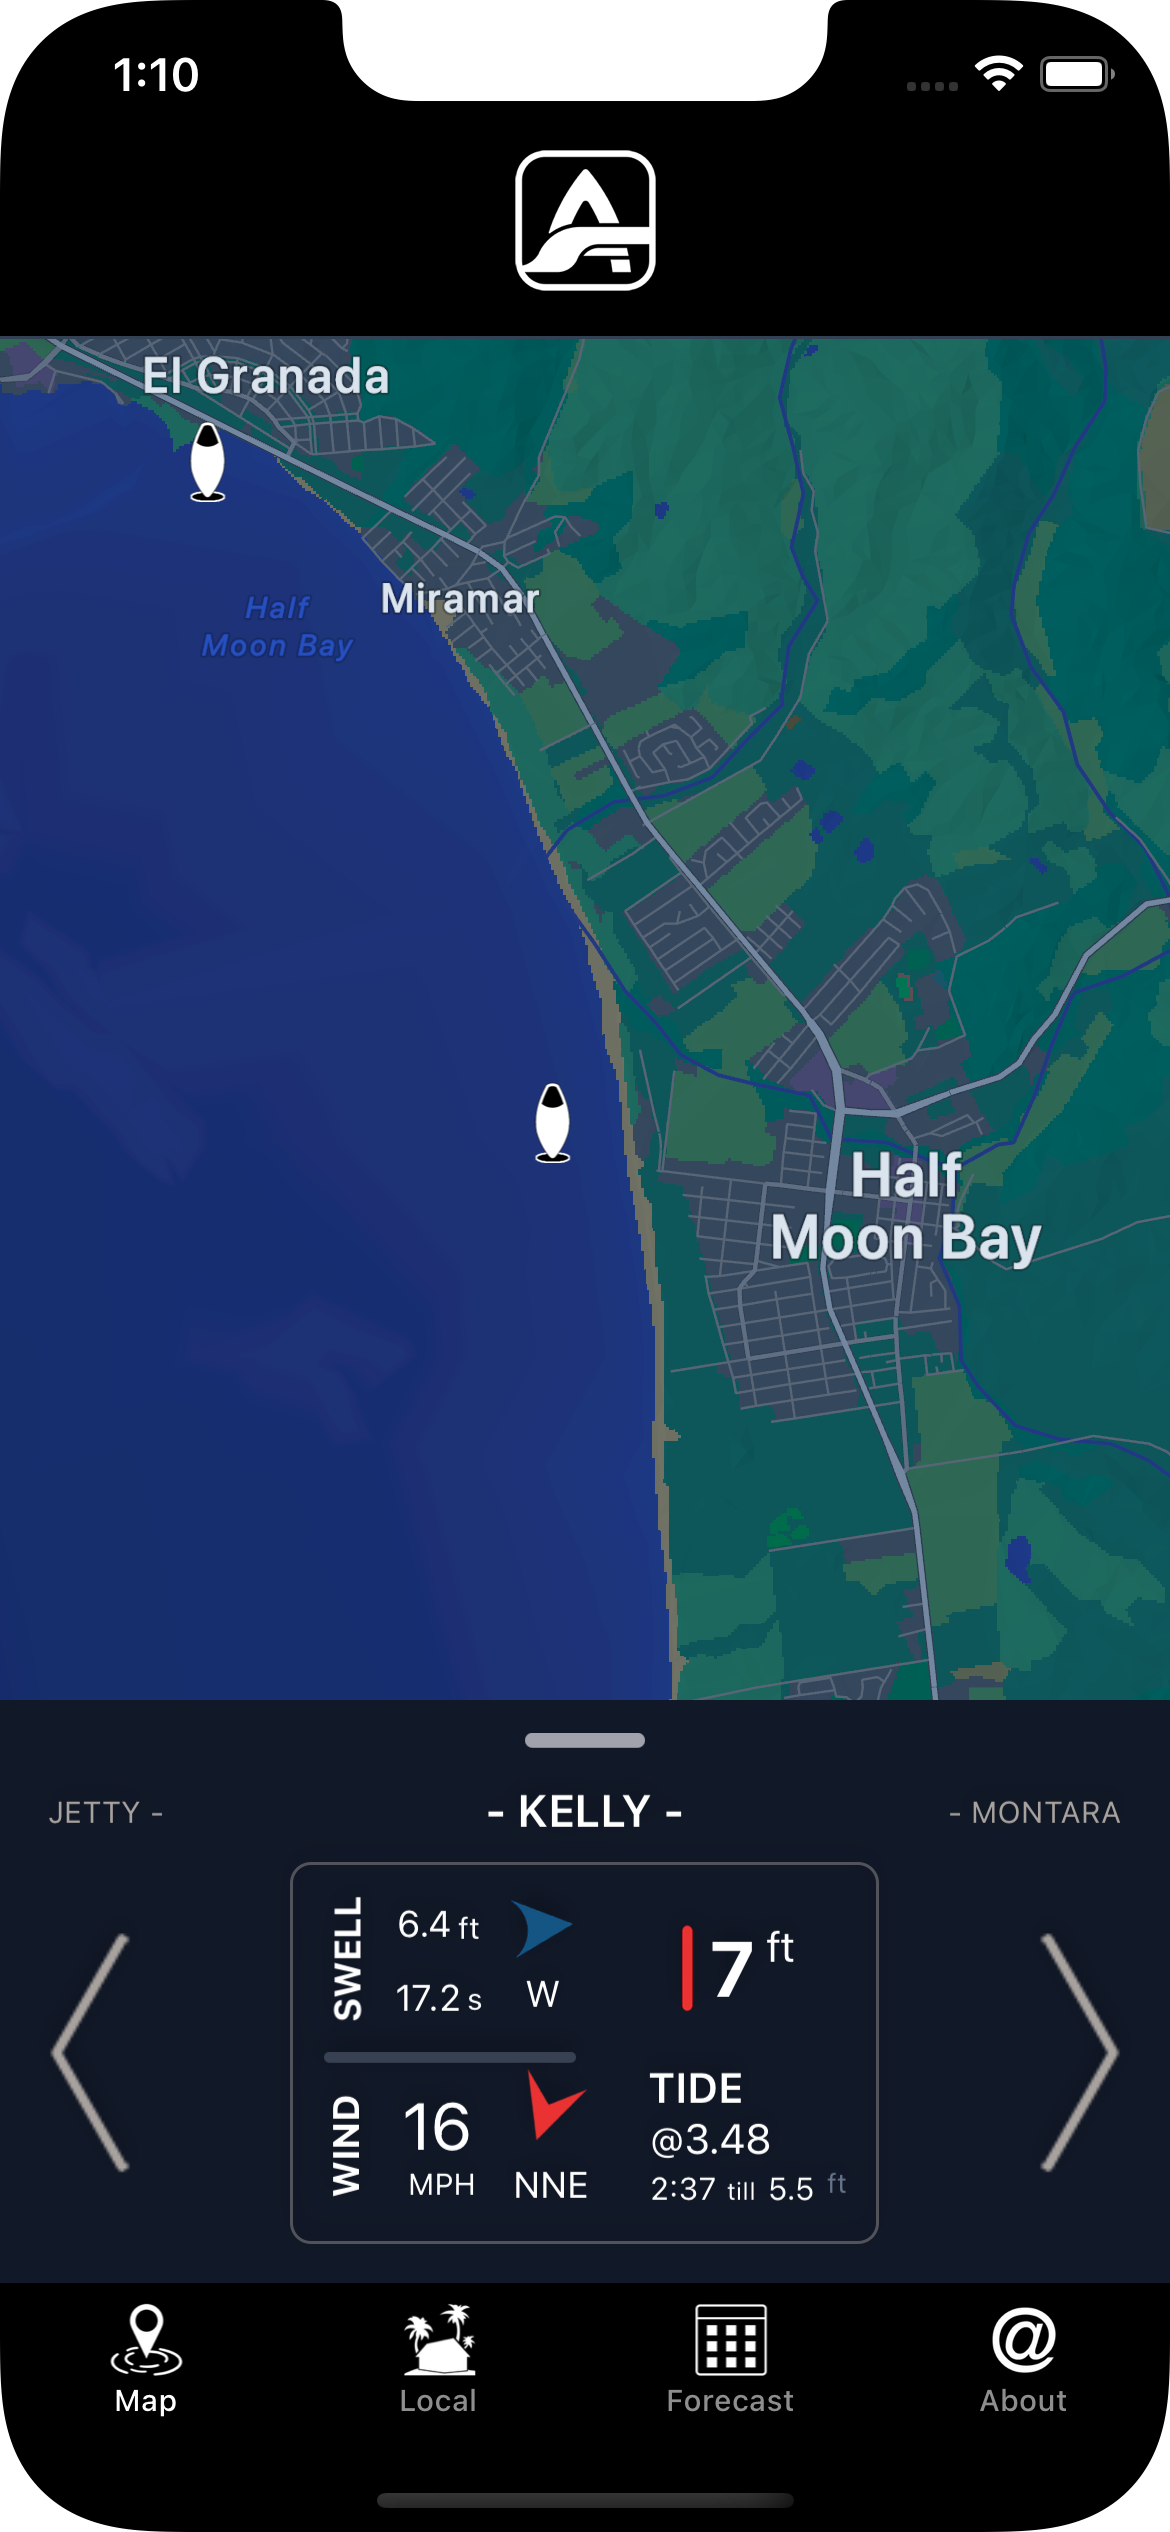 1:10
El Granada
Half
Moon Bay
Miramar
Half
Moon Bay
JETTY -
- KELLY -
- MONTARA
SWELL
6.4 ft
17.2 s
W
7 ft
WIND
16
MPH
NNE
TIDE
@3.48
2:37 till 5.5 ft
Map
Local
Forecast
About